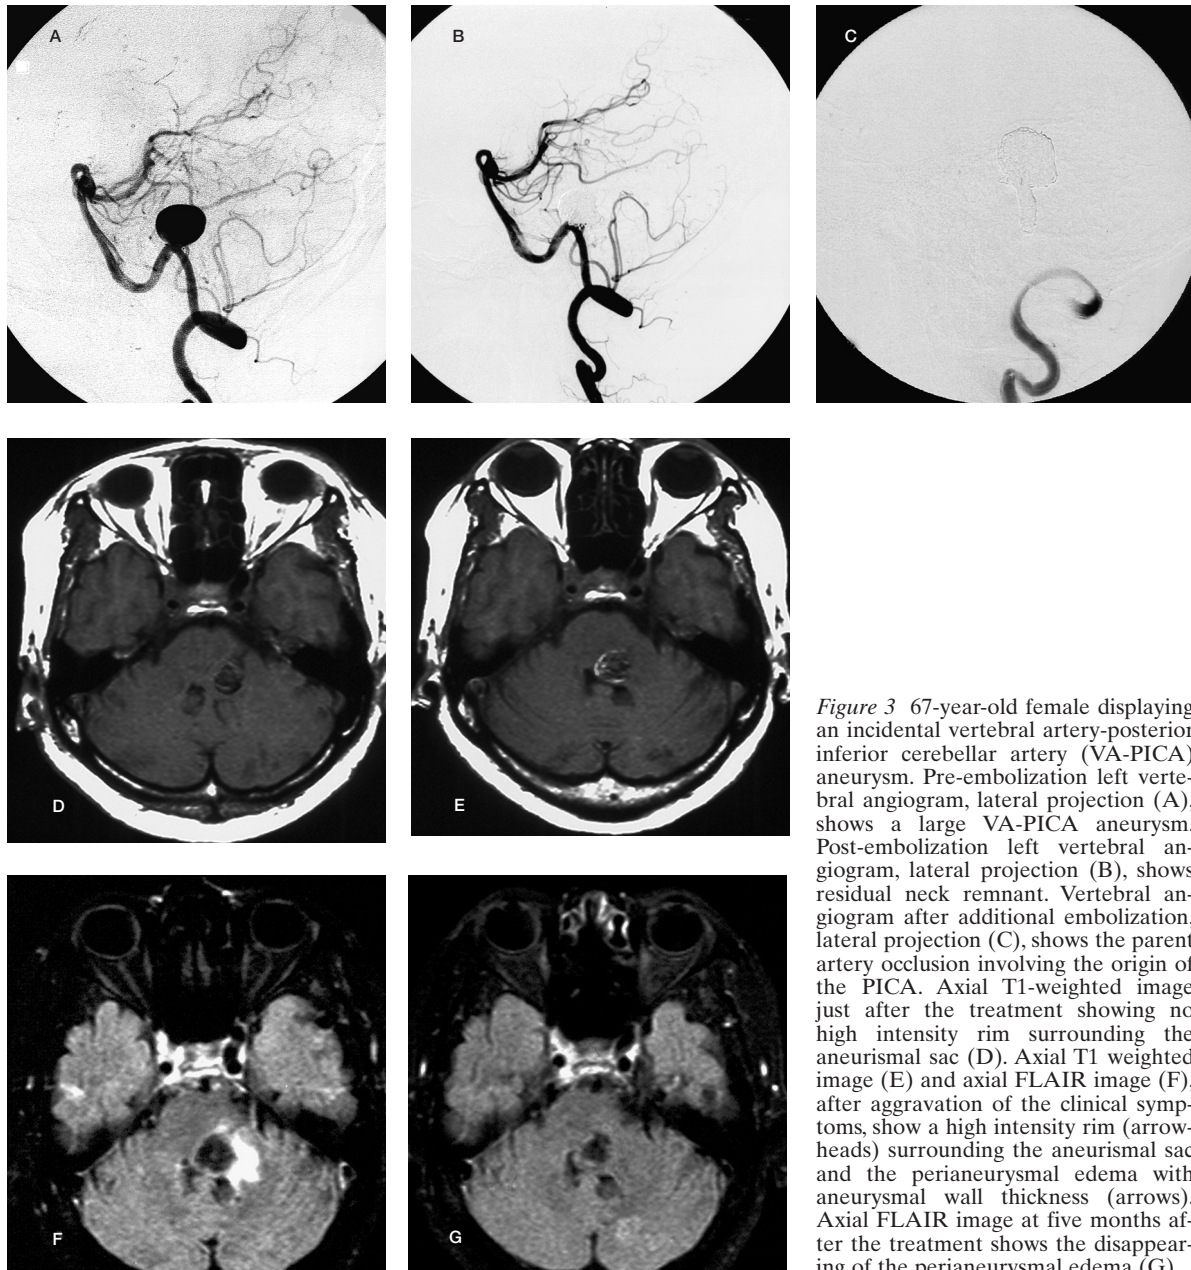 A
B
C
D
E
F
G
Figure 3 67-year-old female displaying
an incidental vertebral artery-posterior
inferior cerebellar artery (VA-PICA)
aneurysm. Pre-embolization left verte-
bral angiogram, lateral projection (A),
shows a large VA-PICA aneurysm.
Post-embolization left vertebral an-
giogram, lateral projection (B), shows
residual neck remnant. Vertebral an-
giogram after additional embolization,
lateral projection (C), shows the parent
artery occlusion involving the origin of
the PICA. Axial T1-weighted image
just after the treatment showing no
high intensity rim surrounding the
aneurismal sac (D). Axial T1 weighted
image (E) and axial FLAIR image (F),
after aggravation of the clinical symp-
toms, show a high intensity rim (arrow-
heads) surrounding the aneurismal sac
and the perianeurysmal edema with
aneurysmal wall thickness (arrows).
Axial FLAIR image at five months af-
ter the treatment shows the disappear-
ing of the perianeurysmal edema (G).